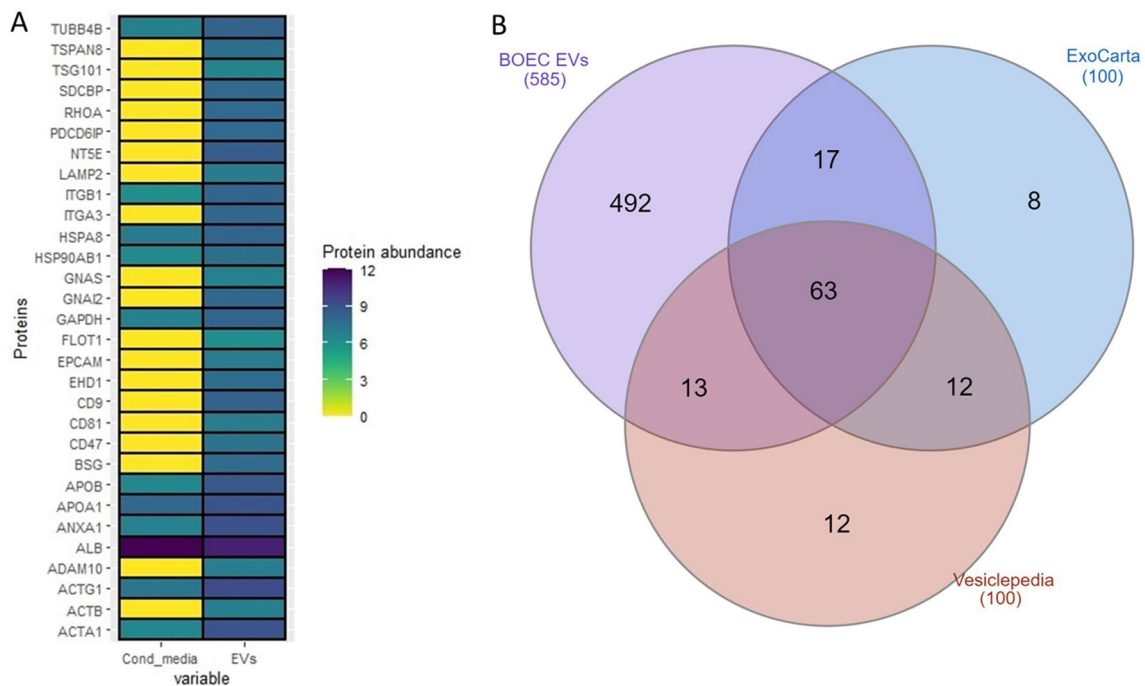 A
TUBB4B
TSPAN8
TSG101
SDCBP
RHOA
PDCD6IP
NT5E
LAMP2
ITGB1
ITGA3
HSPA8
HSP90AB1
GNAS
GNAI2
GAPDH
FLOT1
EPCAM
EHD1
CD9
CD81
CD47
BSG
APOB
APOA1
ANXA1
ALB
ADAM10
ACTG1
ACTB
ACTA1
Proteins
Cond_media EVs
variable
Protein abundance
12
9
6
3
0
B
BOEC EVs
(585)
ExoCarta
(100)
17
492
8
63
13
12
12
Vesiclepedia
(100)